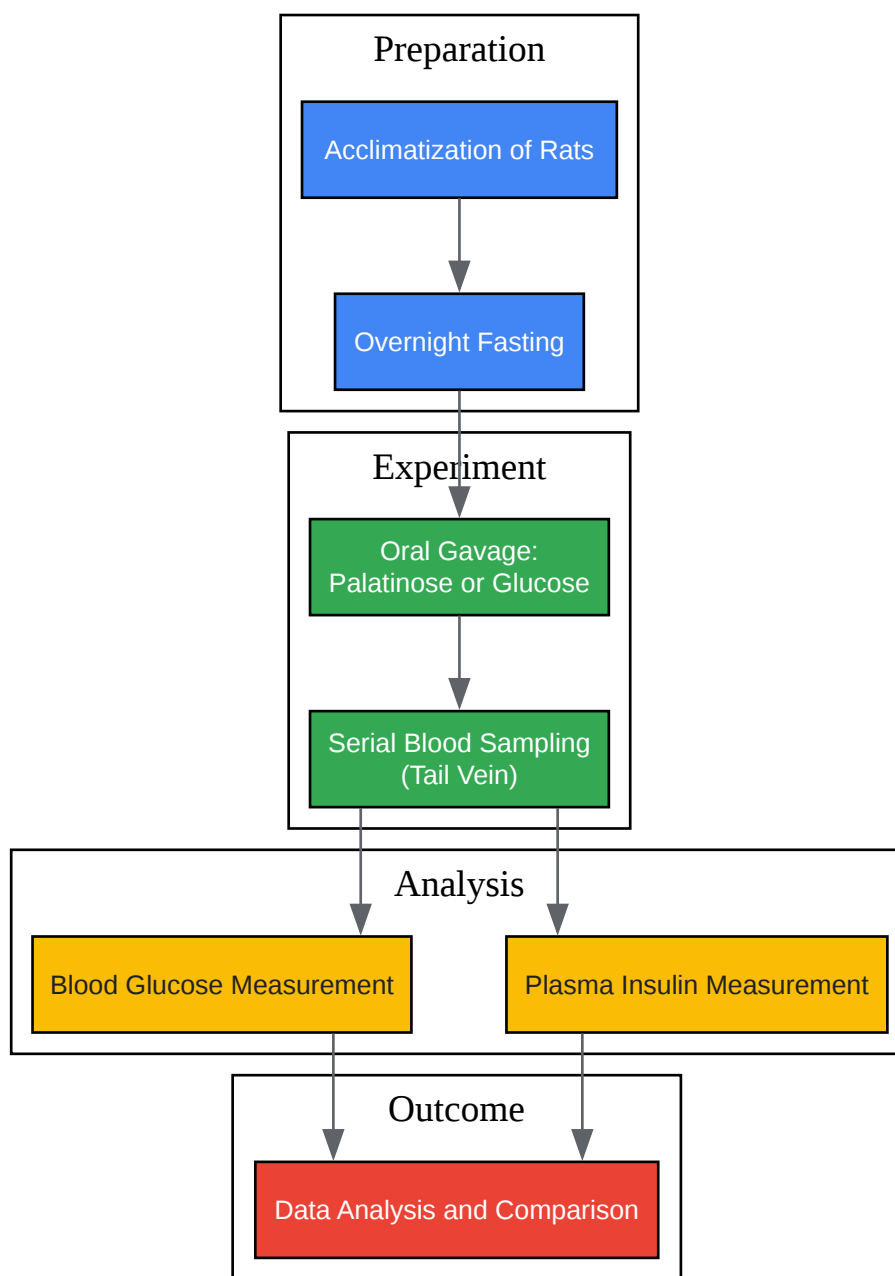 Preparation
Acclimatization of Rats
Overnight Fasting
Experiment
Oral Gavage:
Palatinose or Glucose
Serial Blood Sampling
(Tail Vein)
Analysis
Blood Glucose Measurement
Plasma Insulin Measurement
Outcome
Data Analysis and Comparison